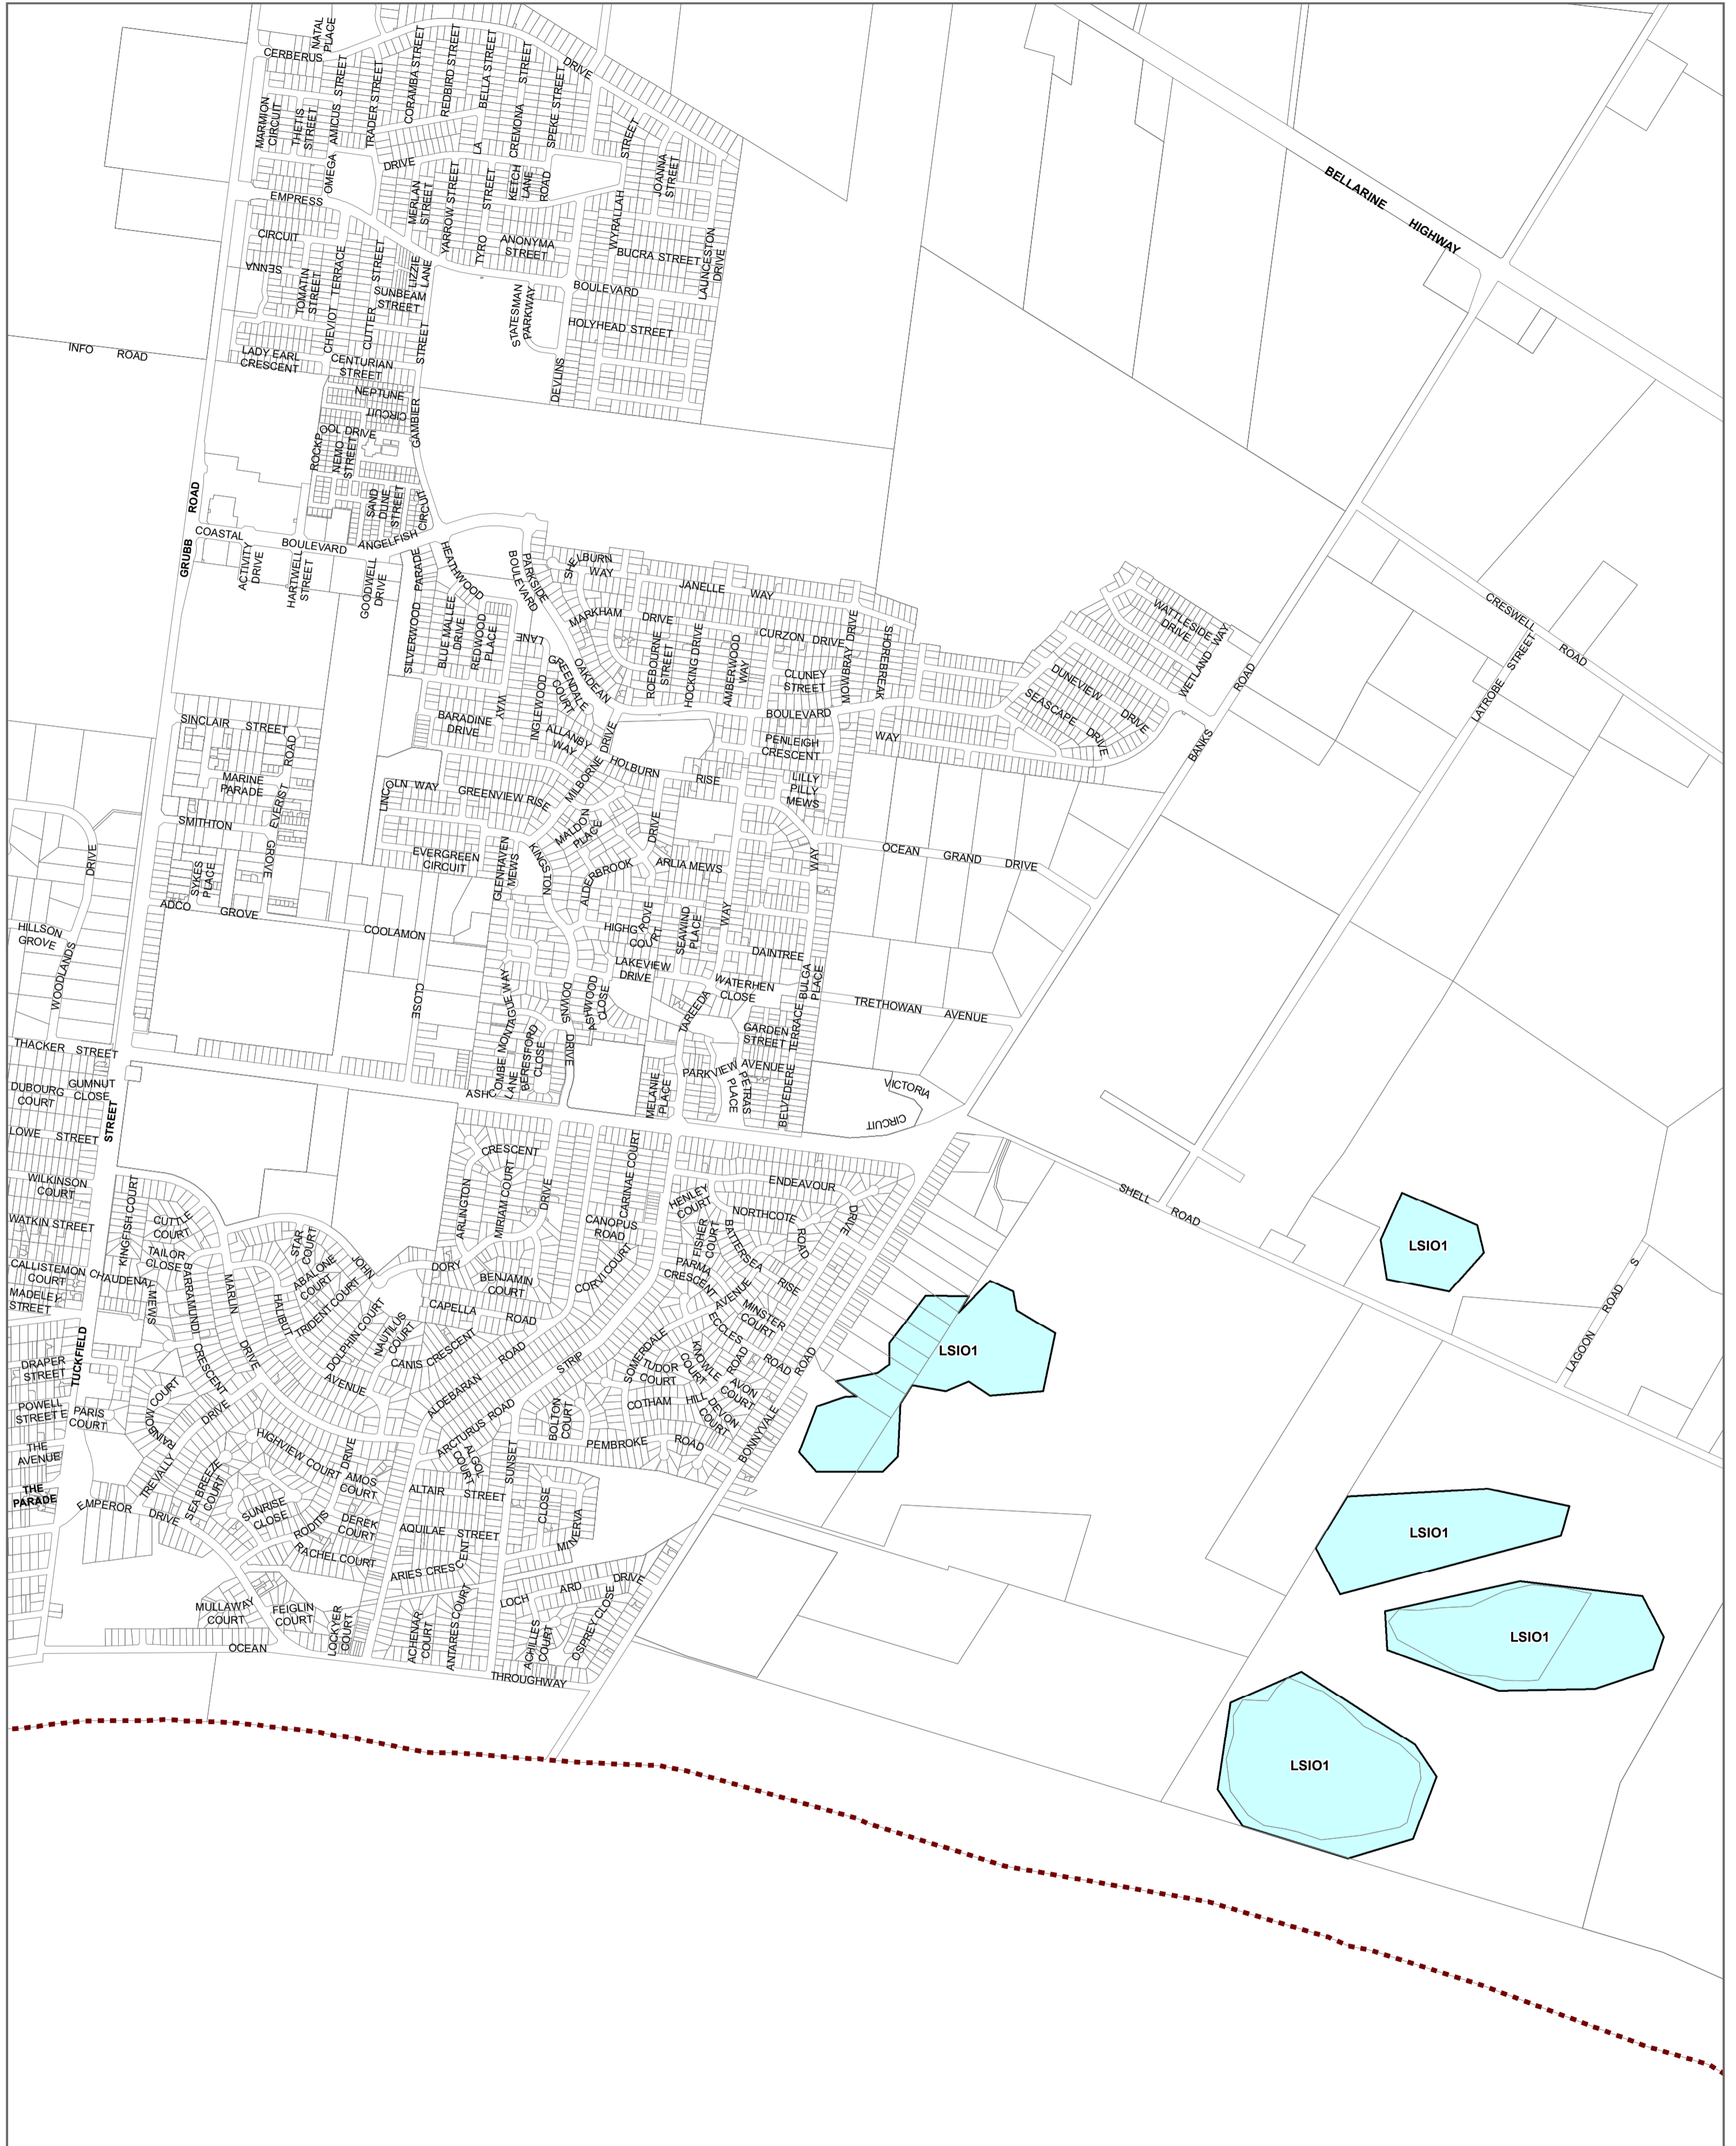 NATAL
PLACE
CERBERUS
DRIVE
MARMION
CIRCUIT
THETIS
STREET
AMICUS STREET
TRADER STREET
CORAMBA STREET
REDBIRD STREET
BELLA STREET
LA
CREMONA
STREET
SPEKE STREET
STREET
JOANNA
STREET
OMEGA
DRIVE
MERLAN
STREET
YARROW STREET
STREET
TYRO
KETCH
LANE
ROAD
WYRALLAH
EMPRESS
CIRCUIT
SENNA
TOMATIN
STREET
CHEVIOT TERRACE
CUTTER
STREET
LIZZIE
LANE
SUNBEAM
STREET
ANONYMA
STREET
BUCRA STREET
LAUNCESTON
DRIVE
BOULEVARD
STATESMAN
PARKWAY
HOLYHEAD STREET
DEVLINS
BELLARINE
HIGHWAY
INFO ROAD
LADY EARL
CRESCENT
CENTURIAN
STREET
STREET
NEPTUNE
CIRCUIT
GAMBIER
ROCKPOOL DRIVE
NEMO
STREET
SAND
DUNE
STREET
CIRCUIT
GRUBB
ROAD
COASTAL
BOULEVARD
ANGELFISH
ACTIVITY
DRIVE
HARTWELL
STREET
GOODWELL
DRIVE
SILVERWOOD PARADE
HEATHWOOD
BLUE MALLEE
DRIVE
REDWOOD
PLACE
LANE
PARKSIDE
BOULEVARD
SHELBURN
WAY
JANELLE WAY
MARKHAM
DRIVE
CURZON DRIVE
ROEBOURNE
STREET
HOCKING DRIVE
AMBERWOOD
WAY
CLUNEY
STREET
MOWBRAY
DRIVE
SHOREBREAK
WAY
WATTLESIDE
DRIVE
WETLAND WAY
DUNEVIEW
DRIVE
SEASCAPE
DRIVE
BANKS
ROAD
CRESWELL
ROAD
LATROBE STREET
GREENDALE
COURT
OAKDEAN
BOULEVARD
PENLEIGH
CRESCENT
BARADINE
DRIVE
WAY
INGLEWOOD
ALLANBY
WAY
MILBORNE
DRIVE
HOLBURN
RISE
LILLY
PILLY
MEWS
SINCLAIR STREET
MARINE
PARADE
EVERIST
ROAD
SMITHTON
GROVE
SYKES
PLACE
ADCO
GROVE
LINCOLN WAY
GREENVIEW RISE
MALDON
PLACE
EVERGREEN
CIRCUIT
GLENHAVEN
MEWS
KINGSTON
ALDERBROOK
DRIVE
ARLIA MEWS
WAY
OCEAN GRAND DRIVE
DRIVE
HILLSON
GROVE
WOODLANDS
COOLAMON
CLOSE
HIGHGROVE
COURT
SEAWIND
PLACE
WAY
LAKEVIEW
DRIVE
DAINTREE
WATERHEN
CLOSE
BULGA
PLACE
TRETHOWAN AVENUE
MONTAGUE WAY
DOWNS
DRIVE
ASHWOOD
CLOSE
TAREEDA
GARDEN
STREET
BELVEDERE TERRACE
THACKER STREET
DUBOURG
COURT
GUMNUT
CLOSE
LOWE STREET
STREET
ASHCOMBE
LANE
BERESFORD
CLOSE
MELANIE
PLACE
PARKVIEW AVENUE
PETRAS
PLACE
VICTORIA
CIRCUIT
WILKINSON
COURT
WATKIN STREET
CALLISTEMON
COURT
MADELEY
STREET
KINGFISH COURT
CUTTLE
COURT
TAILOR
CLOSE
CHAUDENAY
MEWS
BARRAMUNDI
CRESCENT
MARLIN
DRIVE
HALIBUT
AVENUE
STAR
COURT
ABALONE
COURT
TRIDENT COURT
JOHN
DORY
DRIVE
DOLPHIN COURT
NAUTILUS
COURT
ARLINGTON
CRESCENT
MIRIAM COURT
BENJAMIN
COURT
CAPELLA
ROAD
CANIS CRESCENT
CARINAE COURT
CANOPUS
ROAD
CORVI COURT
HENLEY
COURT
FISHER
COURT
NORTHCOTE
ROAD
BATTERSEA
RISE
ENDEAVOUR
DRIVE
PARMA
CRESCENT
AVENUE
SOMERDALE
MINSTER
COURT
ECCLES
ROAD
KNOWLE
COURT
TUDOR
COURT
ROAD
AVON
COURT
COTHAM
HILL
DEVON
COURT
PEMBROKE
ROAD
BONNYVALE
ROAD
SHELL
ROAD
LAGOON ROAD S
LSIO1
LSIO1
LSIO1
LSIO1
LSIO1
TUCKFIELD
DRAPER
STREET
POWELL
STREET E
PARIS
COURT
THE
AVENUE
THE
PARADE
RAINBOW COURT
TREVALLY
DRIVE
SEA BREEZE
COURT
HIGHVIEW COURT
DRIVE
AMOS
COURT
ALDEBARAN
ROAD
ARCTURUS ROAD
ALGOL
COURT
SUNSET
STRIP
BOLTON
COURT
EMPEROR
DRIVE
SUNRISE
CLOSE
RODITIS
DEREK
COURT
RACHEL COURT
ALTAIR STREET
AQUILAE STREET
ARIES CRESCENT
CLOSE
MINERVA
LOCH
ARD
DRIVE
MULLAWAY
COURT
FEIGLIN
COURT
LOCKYER
COURT
ACHENAR
COURT
ANTARES COURT
ACHILLES
COURT
OSPREY CLOSE
OCEAN
THROUGHWAY